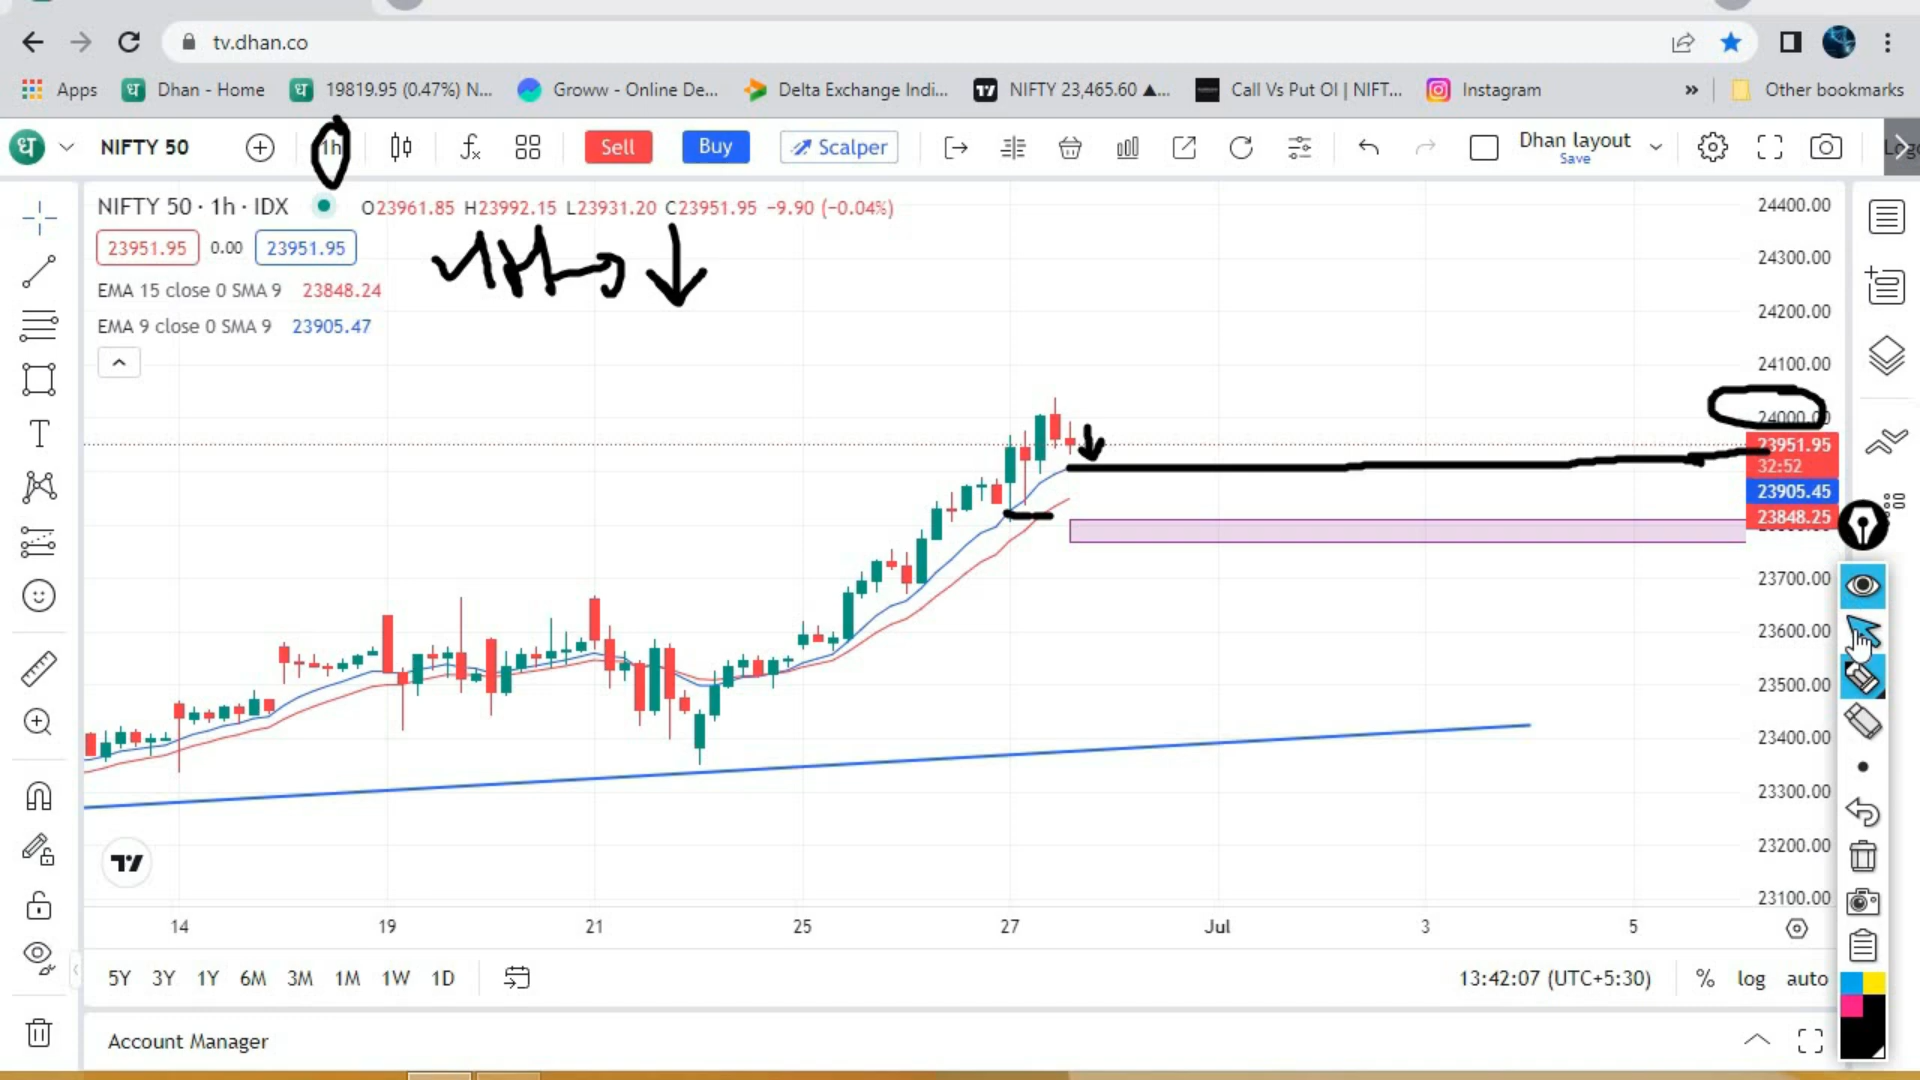 tv.dhan.co
Apps
धा Dhan - Home
धा 19819.95 (0.47%) N...
Groww - Online De...
Delta Exchange Indi...
NIFTY 23,465.60 ▲...
Call Vs Put OI | NIFT...
Instagram
»
Other bookmarks
NIFTY 50
1h
Sell
Buy
Scalper
Dhan layout
Save
NIFTY 50 · 1h · IDX
O23961.85 H23992.15 L23931.20 C23951.95 −9.90 (−0.04%)
23951.95 0.00 23951.95
EMA 15 close 0 SMA 9 23848.24
EMA 9 close 0 SMA 9 23905.47
24400.00
24300.00
24200.00
24100.00
24000.00
23951.95
32:52
23905.45
23848.25
23700.00
23600.00
23500.00
23400.00
23300.00
23200.00
23100.00
14 19 21 25 27 Jul 3 5
5Y 3Y 1Y 6M 3M 1M 1W 1D
13:42:07 (UTC+5:30) % log auto
Account Manager